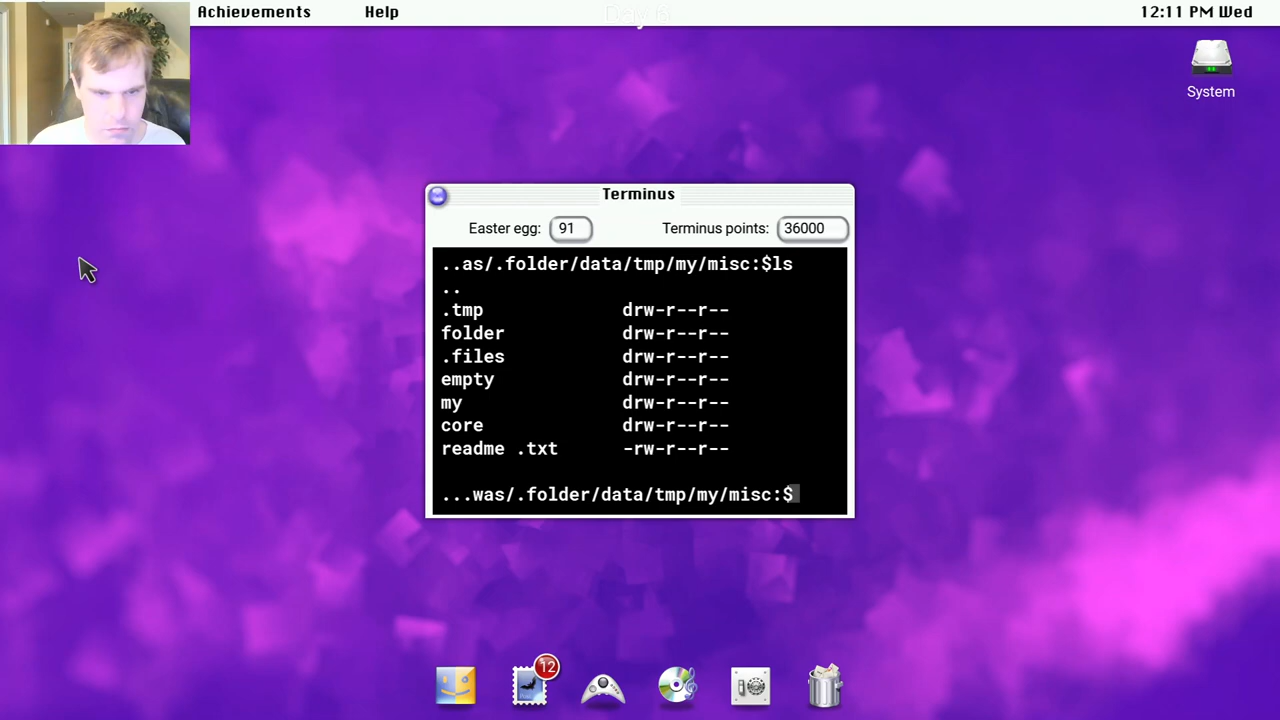 Achievements Help Day 6 12:11 PM Wed
System
Terminus
Easter egg: 91 Terminus points: 36000
..as/.folder/data/tmp/my/misc:$ls
..
.tmp drw-r--r--
folder drw-r--r--
.files drw-r--r--
empty drw-r--r--
my drw-r--r--
core drw-r--r--
readme .txt -rw-r--r--
...was/.folder/data/tmp/my/misc:$
12